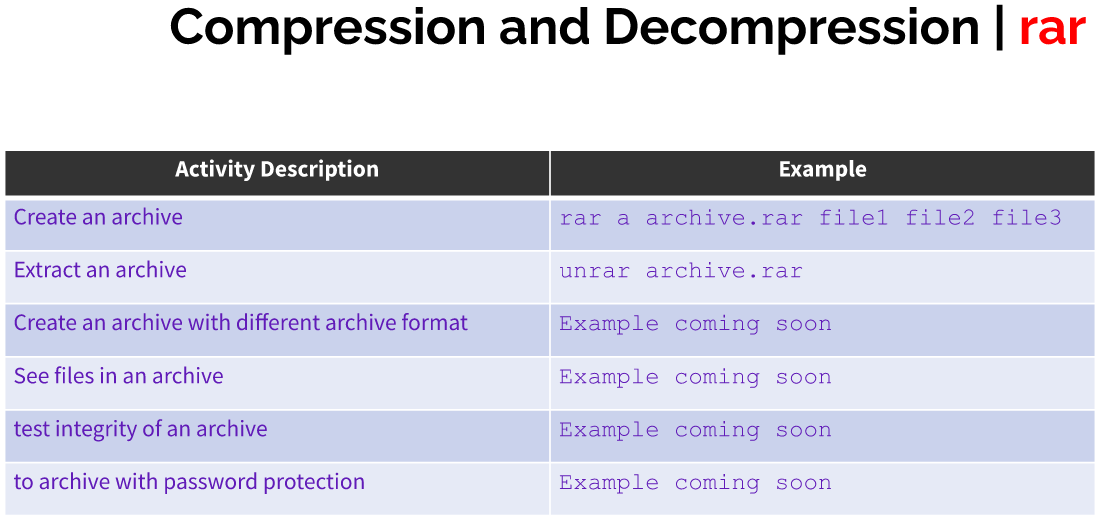 Compression and Decompression | rar
Activity Description Example
Create an archive rar a archive.rar file1 file2 file3
Extract an archive unrar archive.rar
Create an archive with different archive format Example coming soon
See files in an archive Example coming soon
test integrity of an archive Example coming soon
to archive with password protection Example coming soon